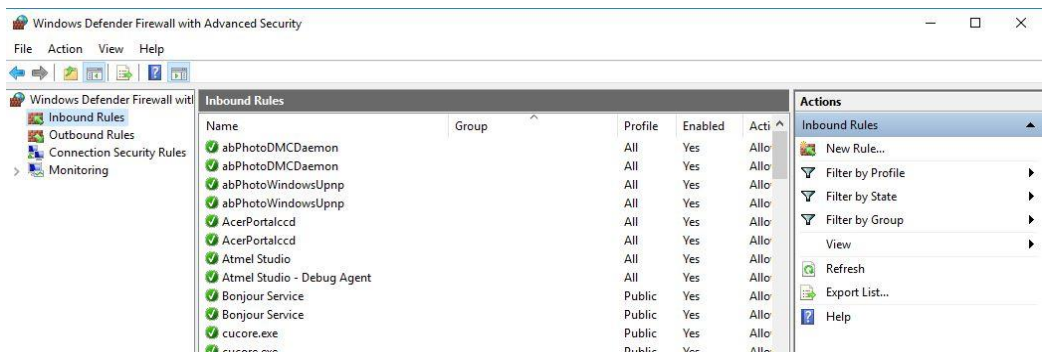 Windows Defender Firewall with Advanced Security
File Action View Help
Windows Defender Firewall witl
Inbound Rules
Outbound Rules
Connection Security Rules
Monitoring
Inbound Rules
Name Group Profile Enabled Acti
abPhotoDMCDaemon All Yes Allo
abPhotoDMCDaemon All Yes Allo
abPhotoWindowsUpnp All Yes Allo
abPhotoWindowsUpnp All Yes Allo
AcerPortalccd All Yes Allo
AcerPortalccd All Yes Allo
Atmel Studio All Yes Allo
Atmel Studio - Debug Agent All Yes Allo
Bonjour Service Public Yes Allo
Bonjour Service Public Yes Allo
cucore.exe Public Yes Allo
cucore.exe Public Yes Allo
Actions
Inbound Rules
New Rule...
Filter by Profile
Filter by State
Filter by Group
View
Refresh
Export List...
Help